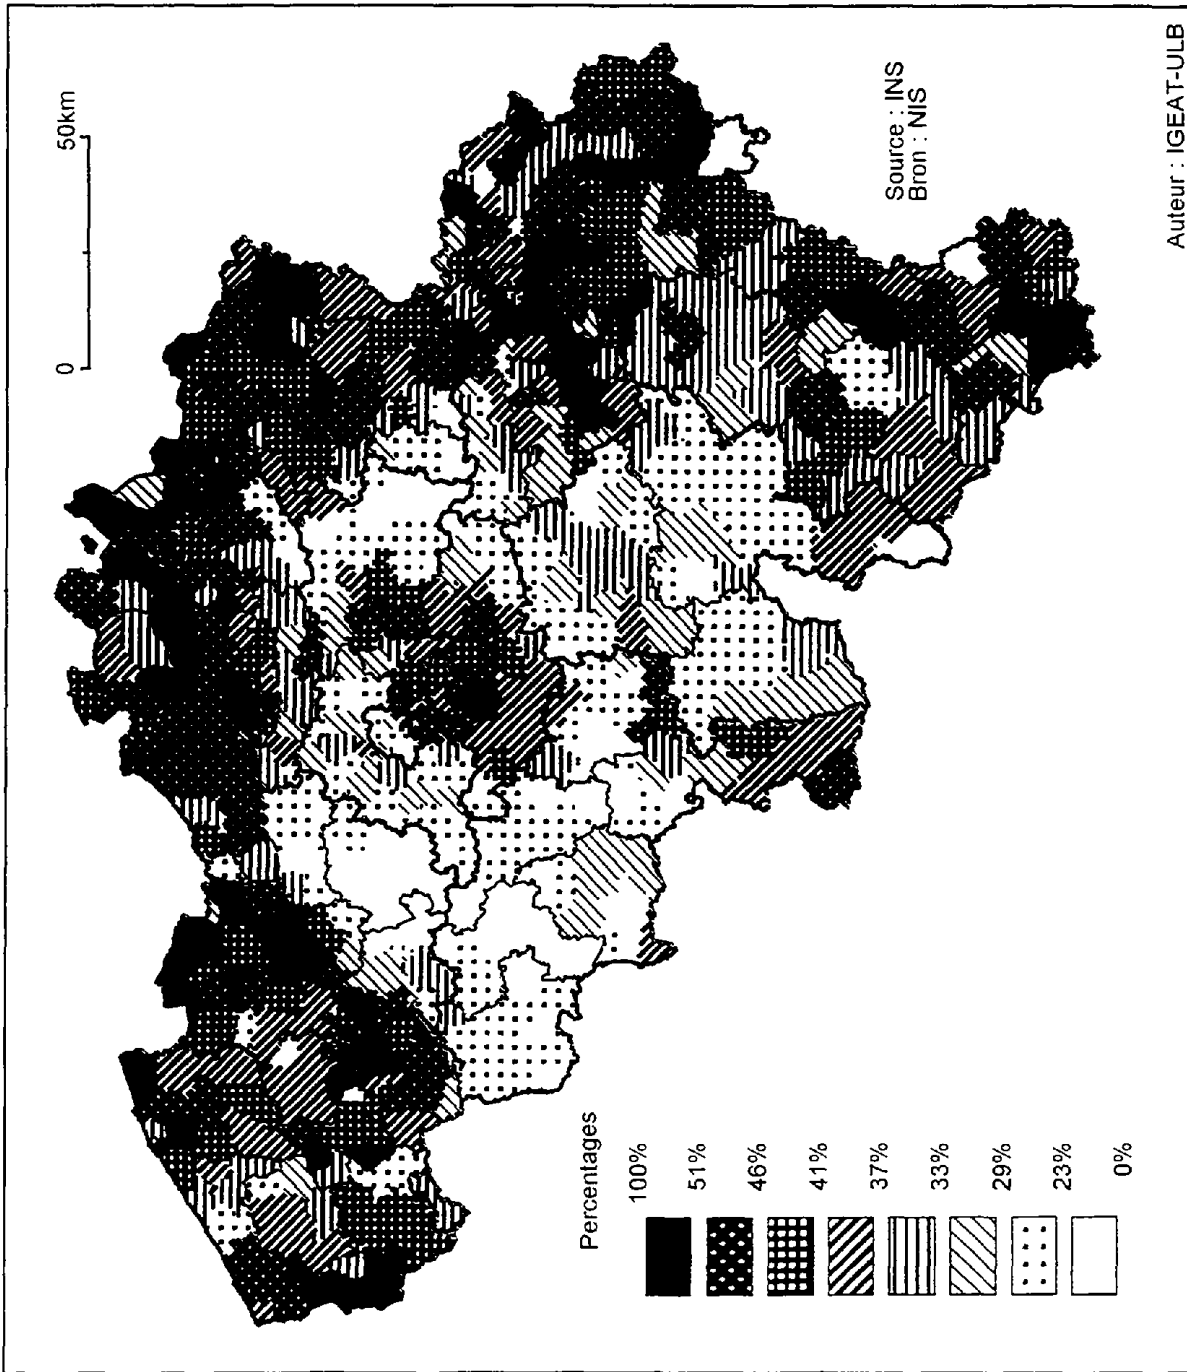 0 50km
Source : INS
Bron : NIS
Percentages
100%
51%
46%
41%
37%
33%
29%
23%
0%
Auteur : IGEAT-ULB